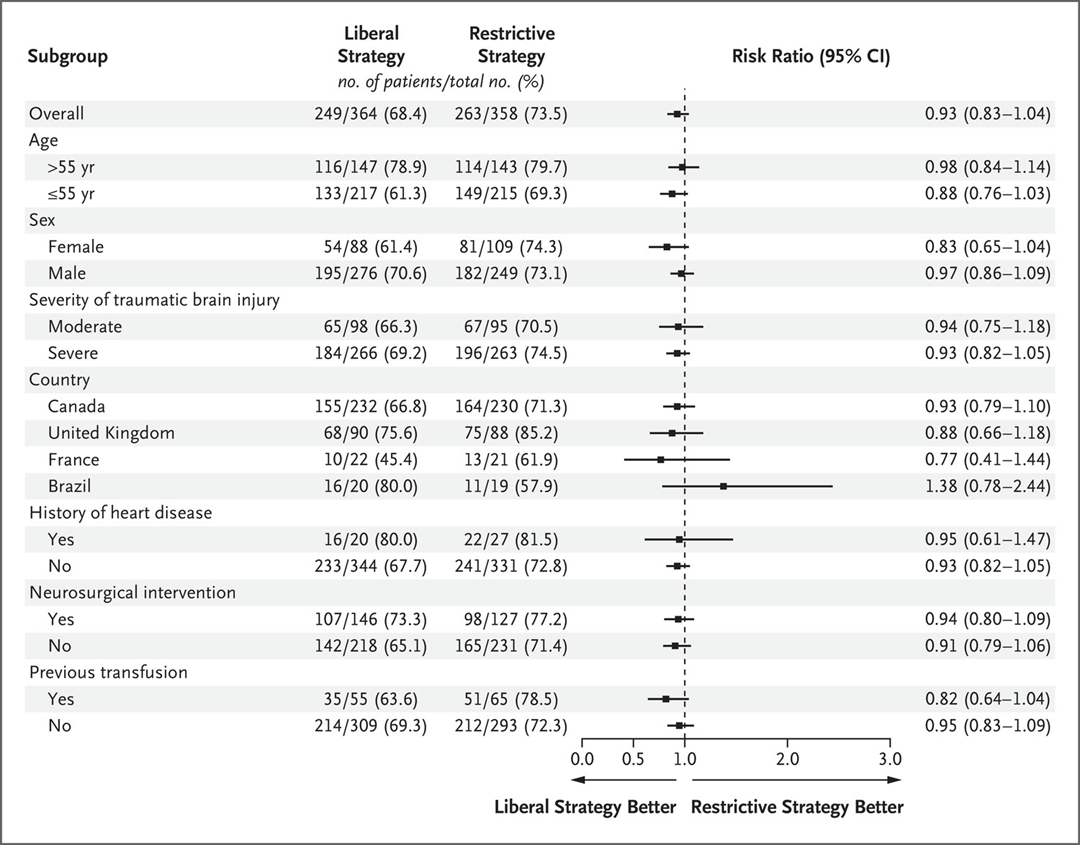 Subgroup Liberal Strategy Restrictive Strategy Risk Ratio (95% CI)
no. of patients/total no. (%)
Overall 249/364 (68.4) 263/358 (73.5) 0.93 (0.83–1.04)
Age
>55 yr 116/147 (78.9) 114/143 (79.7) 0.98 (0.84–1.14)
≤55 yr 133/217 (61.3) 149/215 (69.3) 0.88 (0.76–1.03)
Sex
Female 54/88 (61.4) 81/109 (74.3) 0.83 (0.65–1.04)
Male 195/276 (70.6) 182/249 (73.1) 0.97 (0.86–1.09)
Severity of traumatic brain injury
Moderate 65/98 (66.3) 67/95 (70.5) 0.94 (0.75–1.18)
Severe 184/266 (69.2) 196/263 (74.5) 0.93 (0.82–1.05)
Country
Canada 155/232 (66.8) 164/230 (71.3) 0.93 (0.79–1.10)
United Kingdom 68/90 (75.6) 75/88 (85.2) 0.88 (0.66–1.18)
France 10/22 (45.4) 13/21 (61.9) 0.77 (0.41–1.44)
Brazil 16/20 (80.0) 11/19 (57.9) 1.38 (0.78–2.44)
History of heart disease
Yes 16/20 (80.0) 22/27 (81.5) 0.95 (0.61–1.47)
No 233/344 (67.7) 241/331 (72.8) 0.93 (0.82–1.05)
Neurosurgical intervention
Yes 107/146 (73.3) 98/127 (77.2) 0.94 (0.80–1.09)
No 142/218 (65.1) 165/231 (71.4) 0.91 (0.79–1.06)
Previous transfusion
Yes 35/55 (63.6) 51/65 (78.5) 0.82 (0.64–1.04)
No 214/309 (69.3) 212/293 (72.3) 0.95 (0.83–1.09)
0.0 0.5 1.0 2.0 3.0
Liberal Strategy Better Restrictive Strategy Better